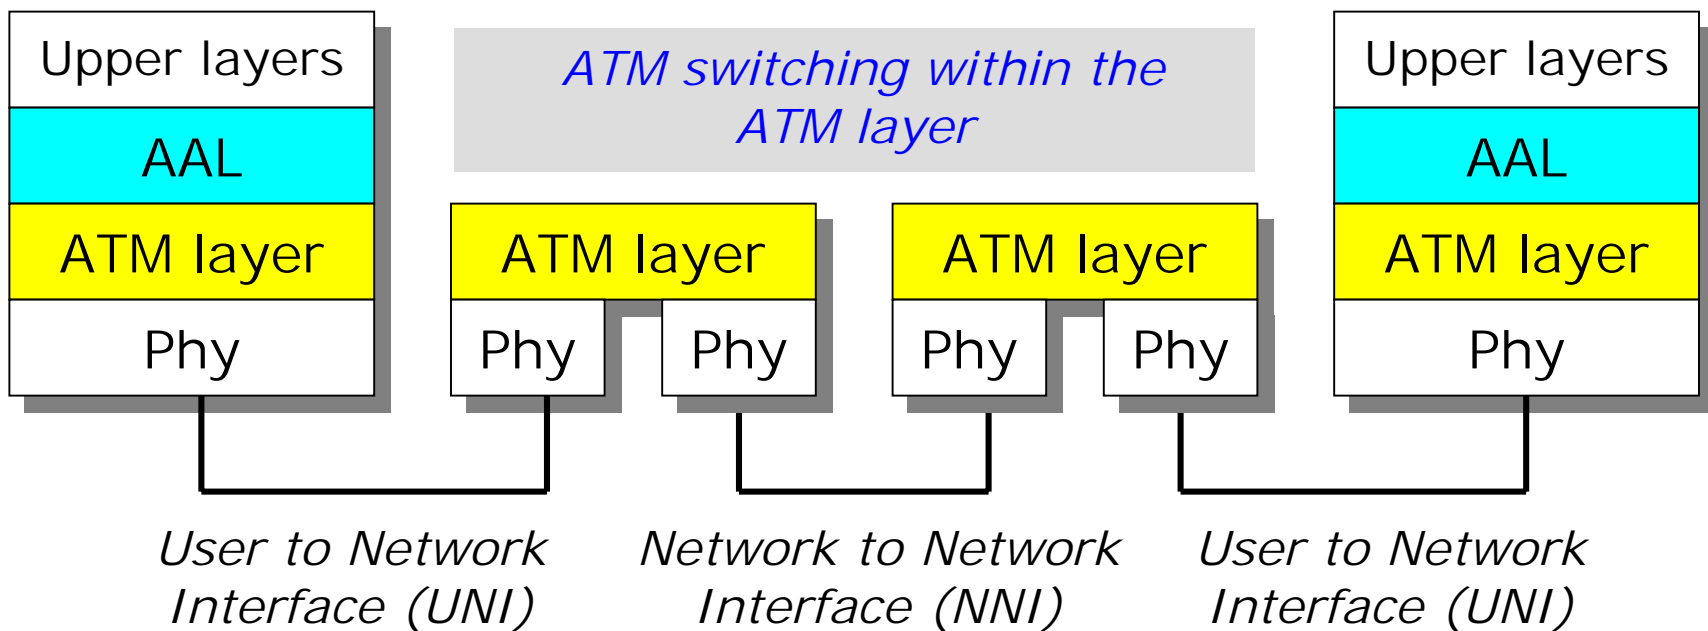 Upper layers
AAL
ATM layer
Phy
ATM switching within the
ATM layer
ATM layer
Phy Phy
ATM layer
Phy Phy
Upper layers
AAL
ATM layer
Phy
User to Network
Interface (UNI)
Network to Network
Interface (NNI)
User to Network
Interface (UNI)